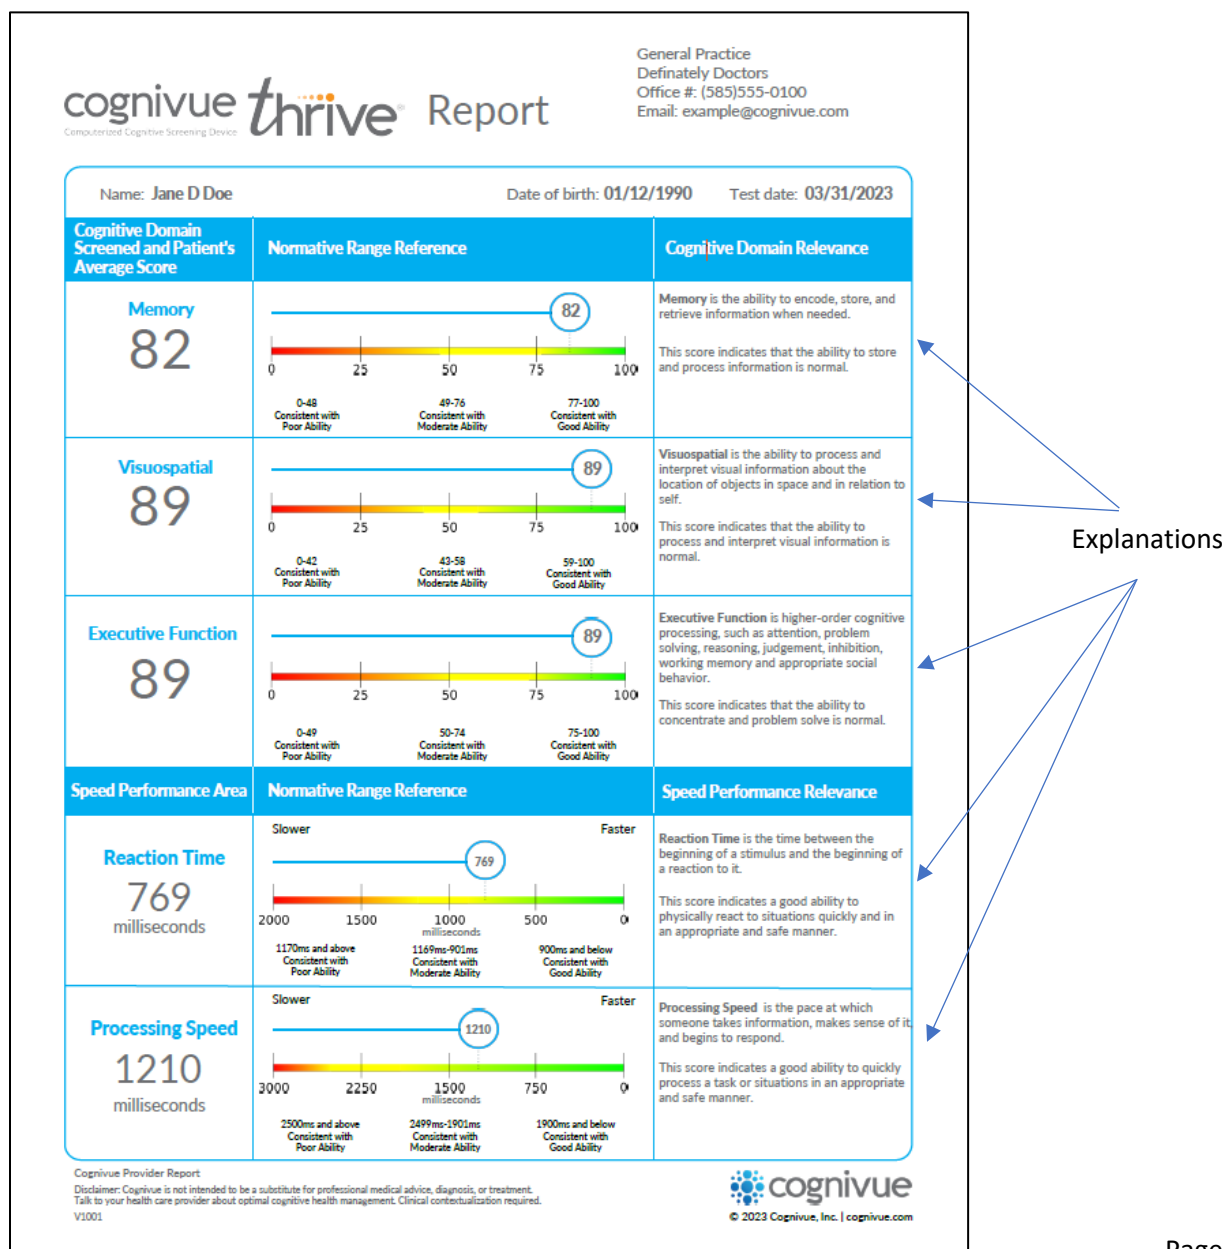 General Practice
Definately Doctors
Office #: (585)555-0100
Email: example@cognivue.com
cognivue thrive® Report
Computerized Cognitive Screening Device
Name: Jane D Doe Date of birth: 01/12/1990 Test date: 03/31/2023
Cognitive Domain
Screened and Patient's
Average Score
Normative Range Reference
Cognitive Domain Relevance
Memory
82
82
0 25 50 75 100
0-48
Consistent with
Poor Ability
49-76
Consistent with
Moderate Ability
77-100
Consistent with
Good Ability
Memory is the ability to encode, store, and
retrieve information when needed.
This score indicates that the ability to store
and process information is normal.
Visuospatial
89
89
0 25 50 75 100
0-42
Consistent with
Poor Ability
43-58
Consistent with
Moderate Ability
59-100
Consistent with
Good Ability
Visuospatial is the ability to process and
interpret visual information about the
location of objects in space and in relation to
self.
This score indicates that the ability to
process and interpret visual information is
normal.
Explanations
Executive Function
89
89
0 25 50 75 100
0-49
Consistent with
Poor Ability
50-74
Consistent with
Moderate Ability
75-100
Consistent with
Good Ability
Executive Function is higher-order cognitive
processing, such as attention, problem
solving, reasoning, judgement, inhibition,
working memory and appropriate social
behavior.
This score indicates that the ability to
concentrate and problem solve is normal.
Speed Performance Area
Normative Range Reference
Speed Performance Relevance
Reaction Time
769
milliseconds
Slower Faster
769
2000 1500 1000 500 0
milliseconds
1170ms and above
Consistent with
Poor Ability
1169ms-901ms
Consistent with
Moderate Ability
900ms and below
Consistent with
Good Ability
Reaction Time is the time between the
beginning of a stimulus and the beginning of
a reaction to it.
This score indicates a good ability to
physically react to situations quickly and in
an appropriate and safe manner.
Processing Speed
1210
milliseconds
Slower Faster
1210
3000 2250 1500 750 0
milliseconds
2500ms and above
Consistent with
Poor Ability
2499ms-1901ms
Consistent with
Moderate Ability
1900ms and below
Consistent with
Good Ability
Processing Speed is the pace at which
someone takes information, makes sense of it,
and begins to respond.
This score indicates a good ability to quickly
process a task or situations in an appropriate
and safe manner.
Cognivue Provider Report
Disclaimer: Cognivue is not intended to be a substitute for professional medical advice, diagnosis, or treatment.
Talk to your health care provider about optimal cognitive health management. Clinical contextualization required.
V1001
cognivue
© 2023 Cognivue, Inc. | cognivue.com